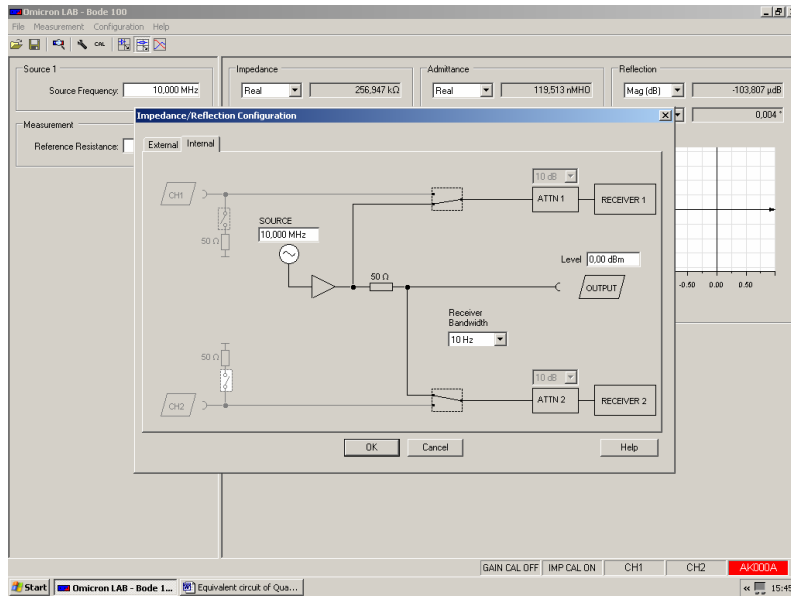 Omicron LAB - Bode 100
File Measurement Configuration Help
CAL
Source 1
Source Frequency: 10,000 MHz
Measurement
Reference Resistance:
Impedance
Real 256,947 kΩ
Admittance
Real 119,513 nMHO
Reflection
Mag (dB) -103,807 µdB
0,004 °
-0.50 0.00 0.50
Impedance/Reflection Configuration
External Internal
CH1
50 Ω
SOURCE
10,000 MHz
50 Ω
10 dB
ATTN 1
RECEIVER 1
Level 0,00 dBm
OUTPUT
Receiver
Bandwidth
10 Hz
50 Ω
CH2
10 dB
ATTN 2
RECEIVER 2
OK Cancel Help
GAIN CAL OFF IMP CAL ON CH1 CH2 AK000A
Start Omicron LAB - Bode 1... Equivalent circuit of Qua... « 15:45